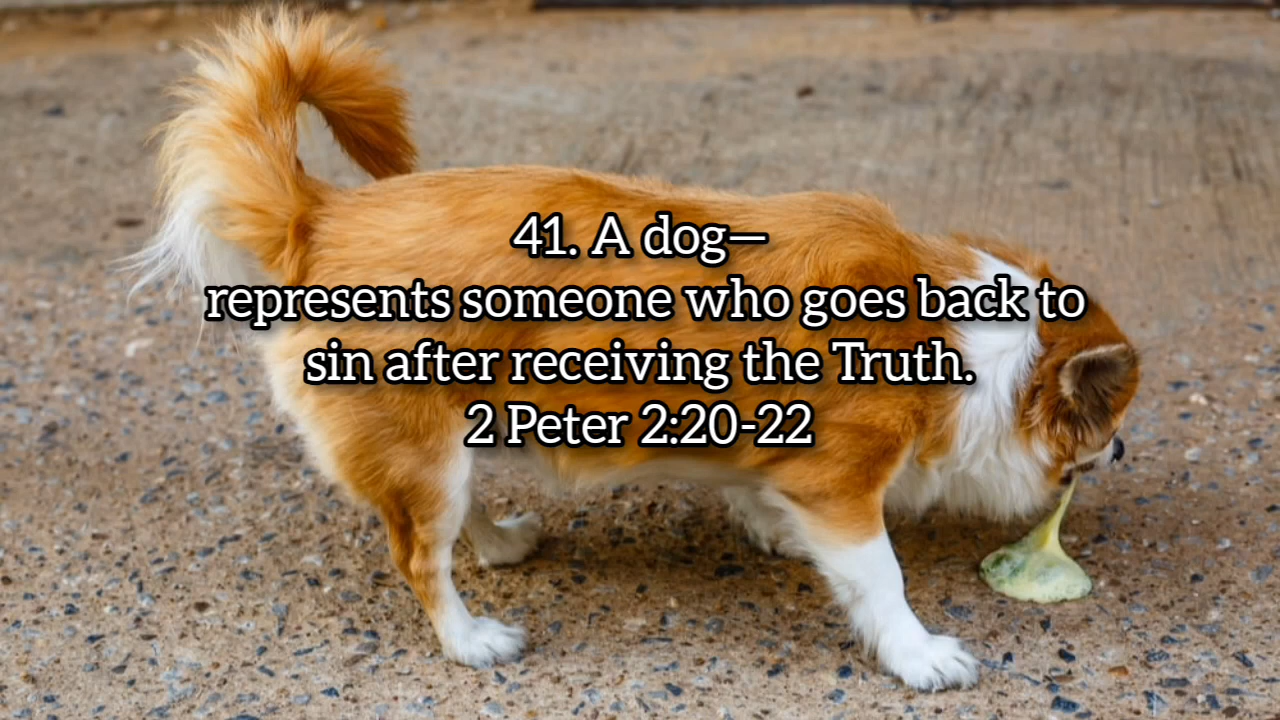 41. A dog—
represents someone who goes back to
sin after receiving the Truth.
2 Peter 2:20-22